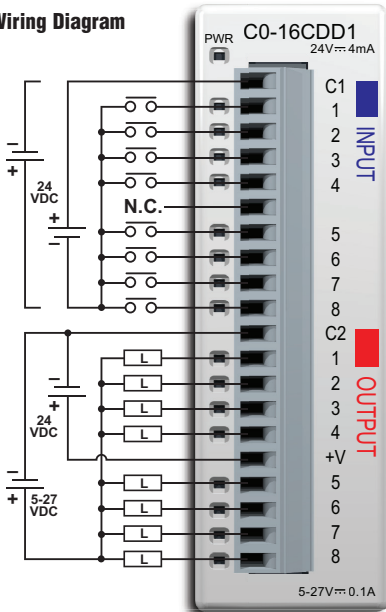 Wiring Diagram
PWR
C0-16CDD1
24V⎓4mA
C1
1
2
3
4
INPUT
N.C.
5
6
7
8
–
+
24
VDC
+
–
C2
1
2
3
4
+V
OUTPUT
5
6
7
8
L
L
L
L
L
L
L
L
–
+
24
VDC
–
+
5-27
VDC
5-27V⎓0.1A